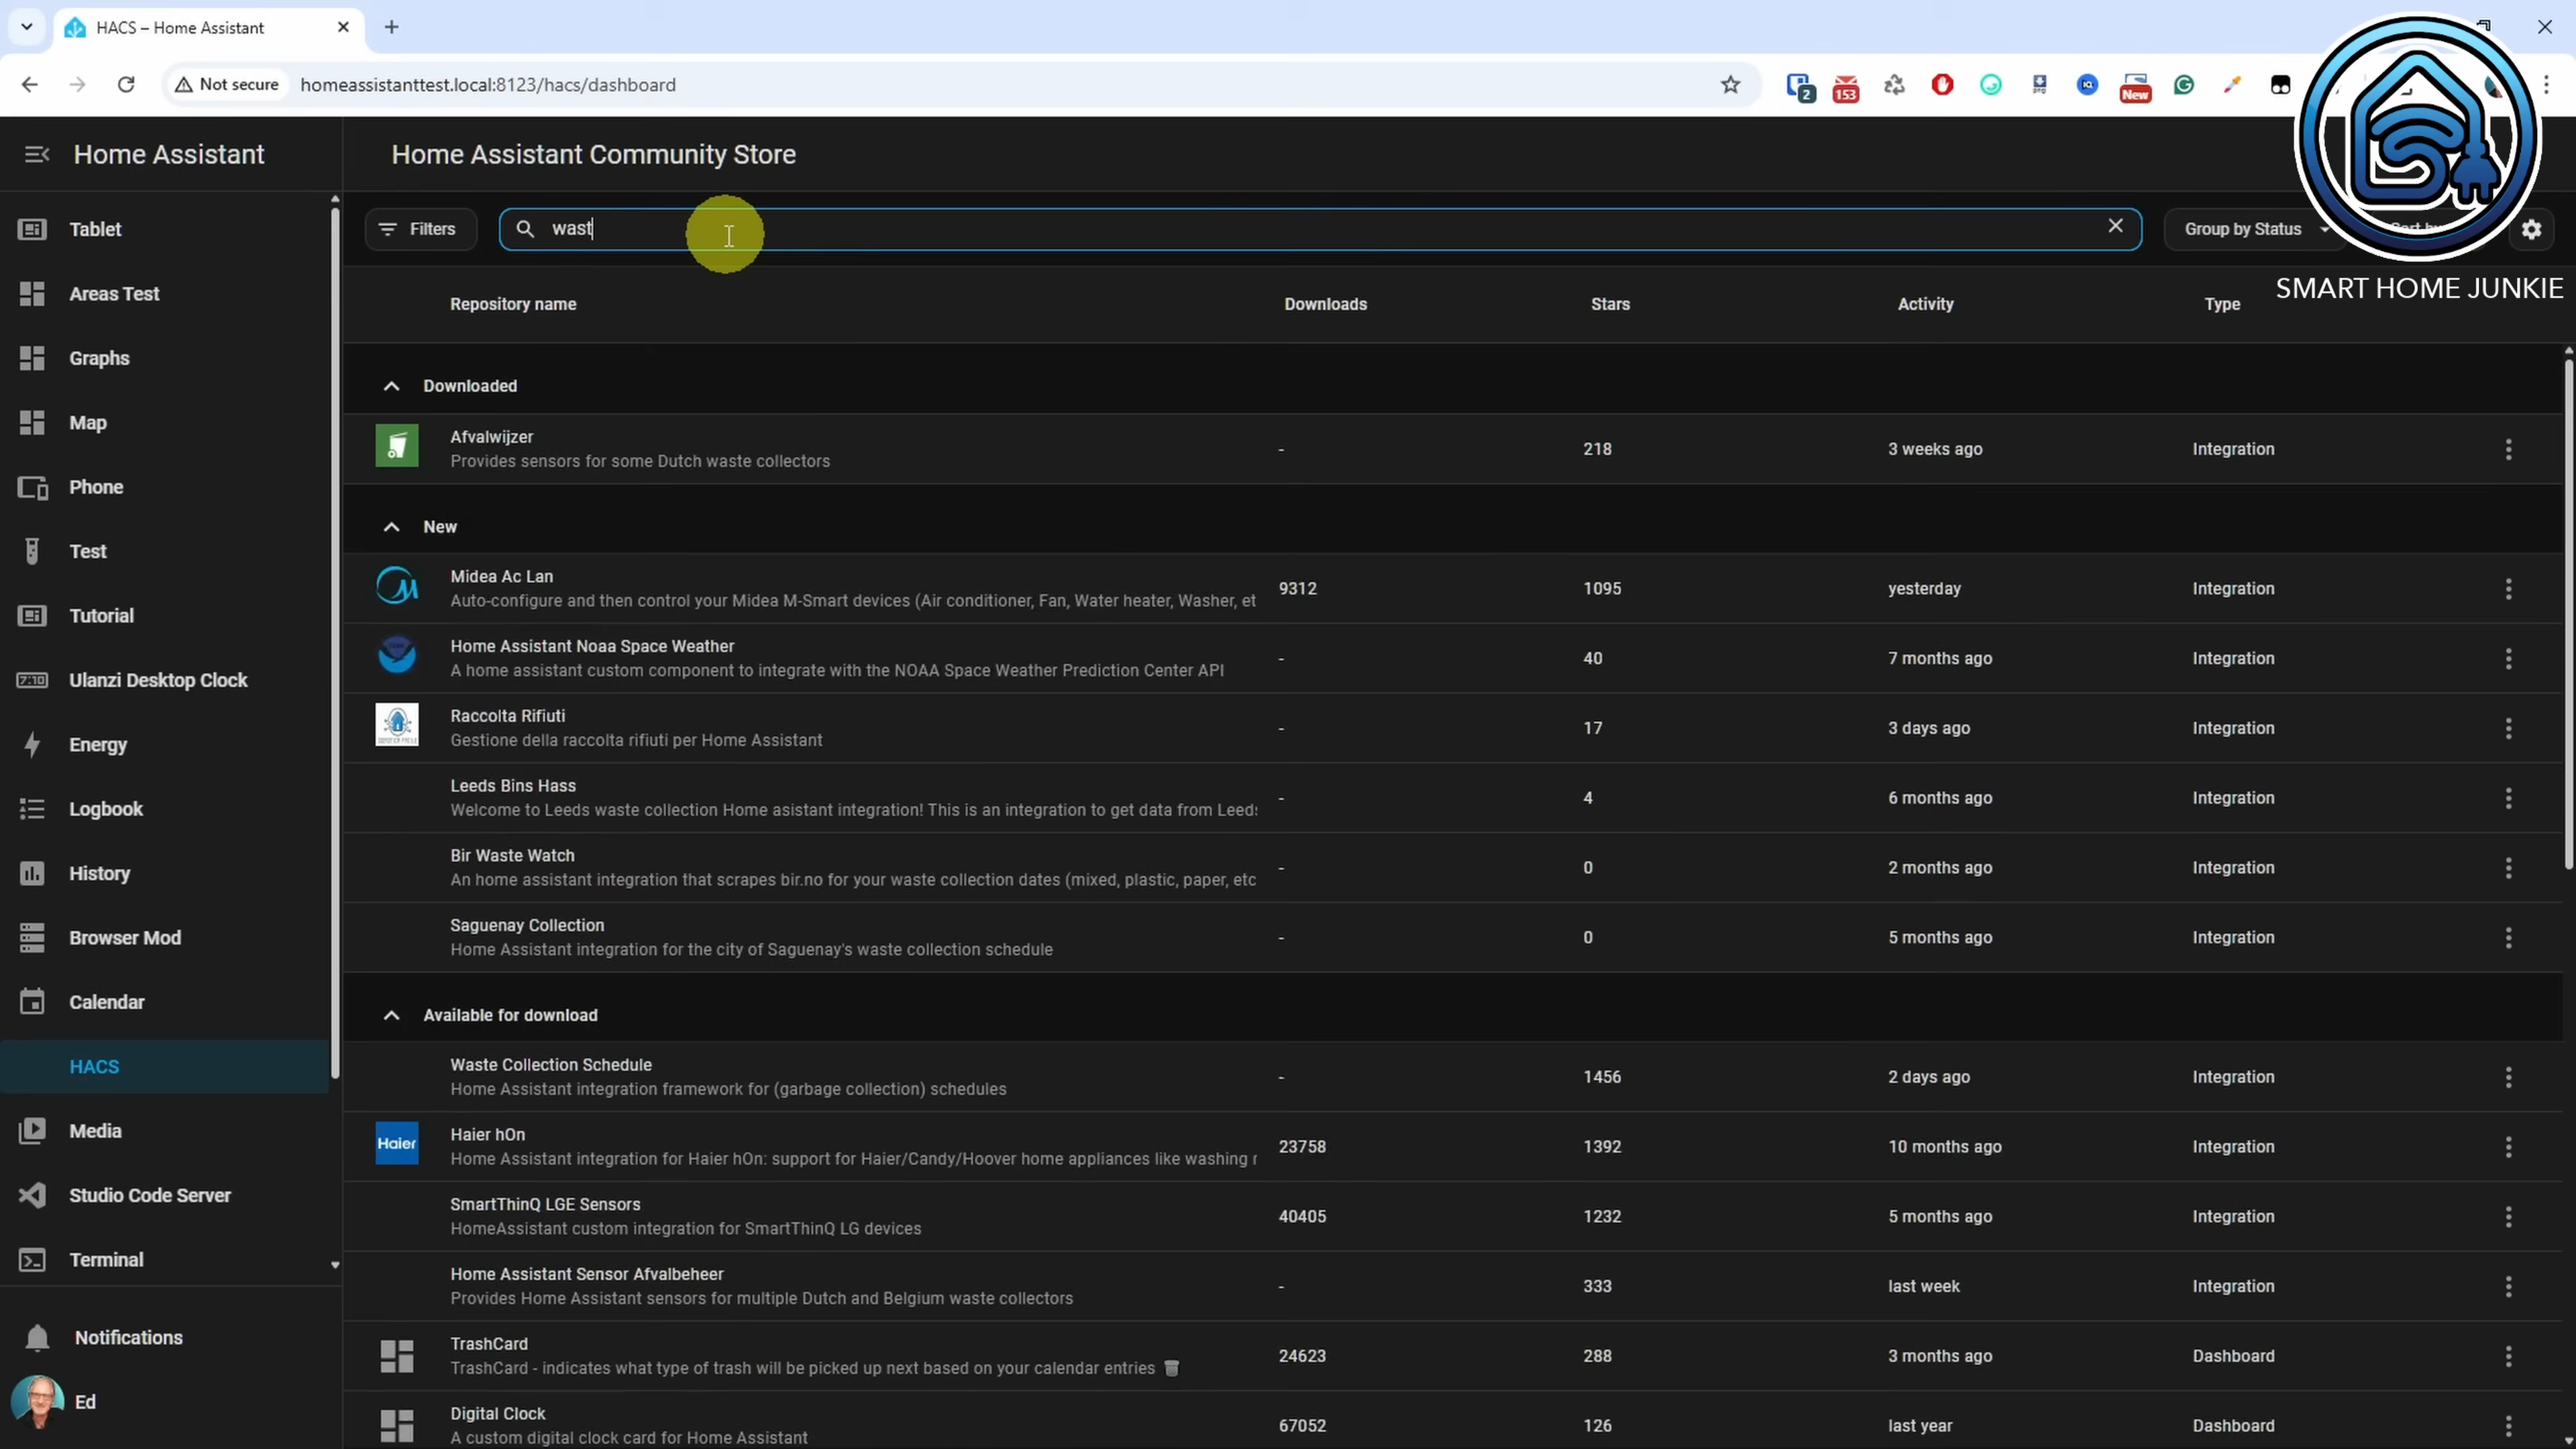 HACS – Home Assistant
Not secure
homeassistanttest.local:8123/hacs/dashboard
2
153
New
Home Assistant
Home Assistant Community Store
Filters
wast
Group by Status
SMART HOME JUNKIE
Repository name
Downloads
Stars
Activity
Type
Tablet
Areas Test
Graphs
Map
Phone
Test
Tutorial
7:10
Ulanzi Desktop Clock
Energy
Logbook
History
Browser Mod
Calendar
HACS
Media
Studio Code Server
Terminal
Notifications
Ed
Downloaded
Afvalwijzer
Provides sensors for some Dutch waste collectors
-
218
3 weeks ago
Integration
New
Midea Ac Lan
Auto-configure and then control your Midea M-Smart devices (Air conditioner, Fan, Water heater, Washer, et
9312
1095
yesterday
Integration
Home Assistant Noaa Space Weather
A home assistant custom component to integrate with the NOAA Space Weather Prediction Center API
-
40
7 months ago
Integration
Raccolta Rifiuti
Gestione della raccolta rifiuti per Home Assistant
-
17
3 days ago
Integration
Leeds Bins Hass
Welcome to Leeds waste collection Home asistant integration! This is an integration to get data from Leeds
-
4
6 months ago
Integration
Bir Waste Watch
An home assistant integration that scrapes bir.no for your waste collection dates (mixed, plastic, paper, etc
-
0
2 months ago
Integration
Saguenay Collection
Home Assistant integration for the city of Saguenay's waste collection schedule
-
0
5 months ago
Integration
Available for download
Waste Collection Schedule
Home Assistant integration framework for (garbage collection) schedules
-
1456
2 days ago
Integration
Haier
Haier hOn
Home Assistant integration for Haier hOn: support for Haier/Candy/Hoover home appliances like washing
23758
1392
10 months ago
Integration
SmartThinQ LGE Sensors
HomeAssistant custom integration for SmartThinQ LG devices
40405
1232
5 months ago
Integration
Home Assistant Sensor Afvalbeheer
Provides Home Assistant sensors for multiple Dutch and Belgium waste collectors
-
333
last week
Integration
TrashCard
TrashCard - indicates what type of trash will be picked up next based on your calendar entries
24623
288
3 months ago
Dashboard
Digital Clock
A custom digital clock card for Home Assistant
67052
126
last year
Dashboard